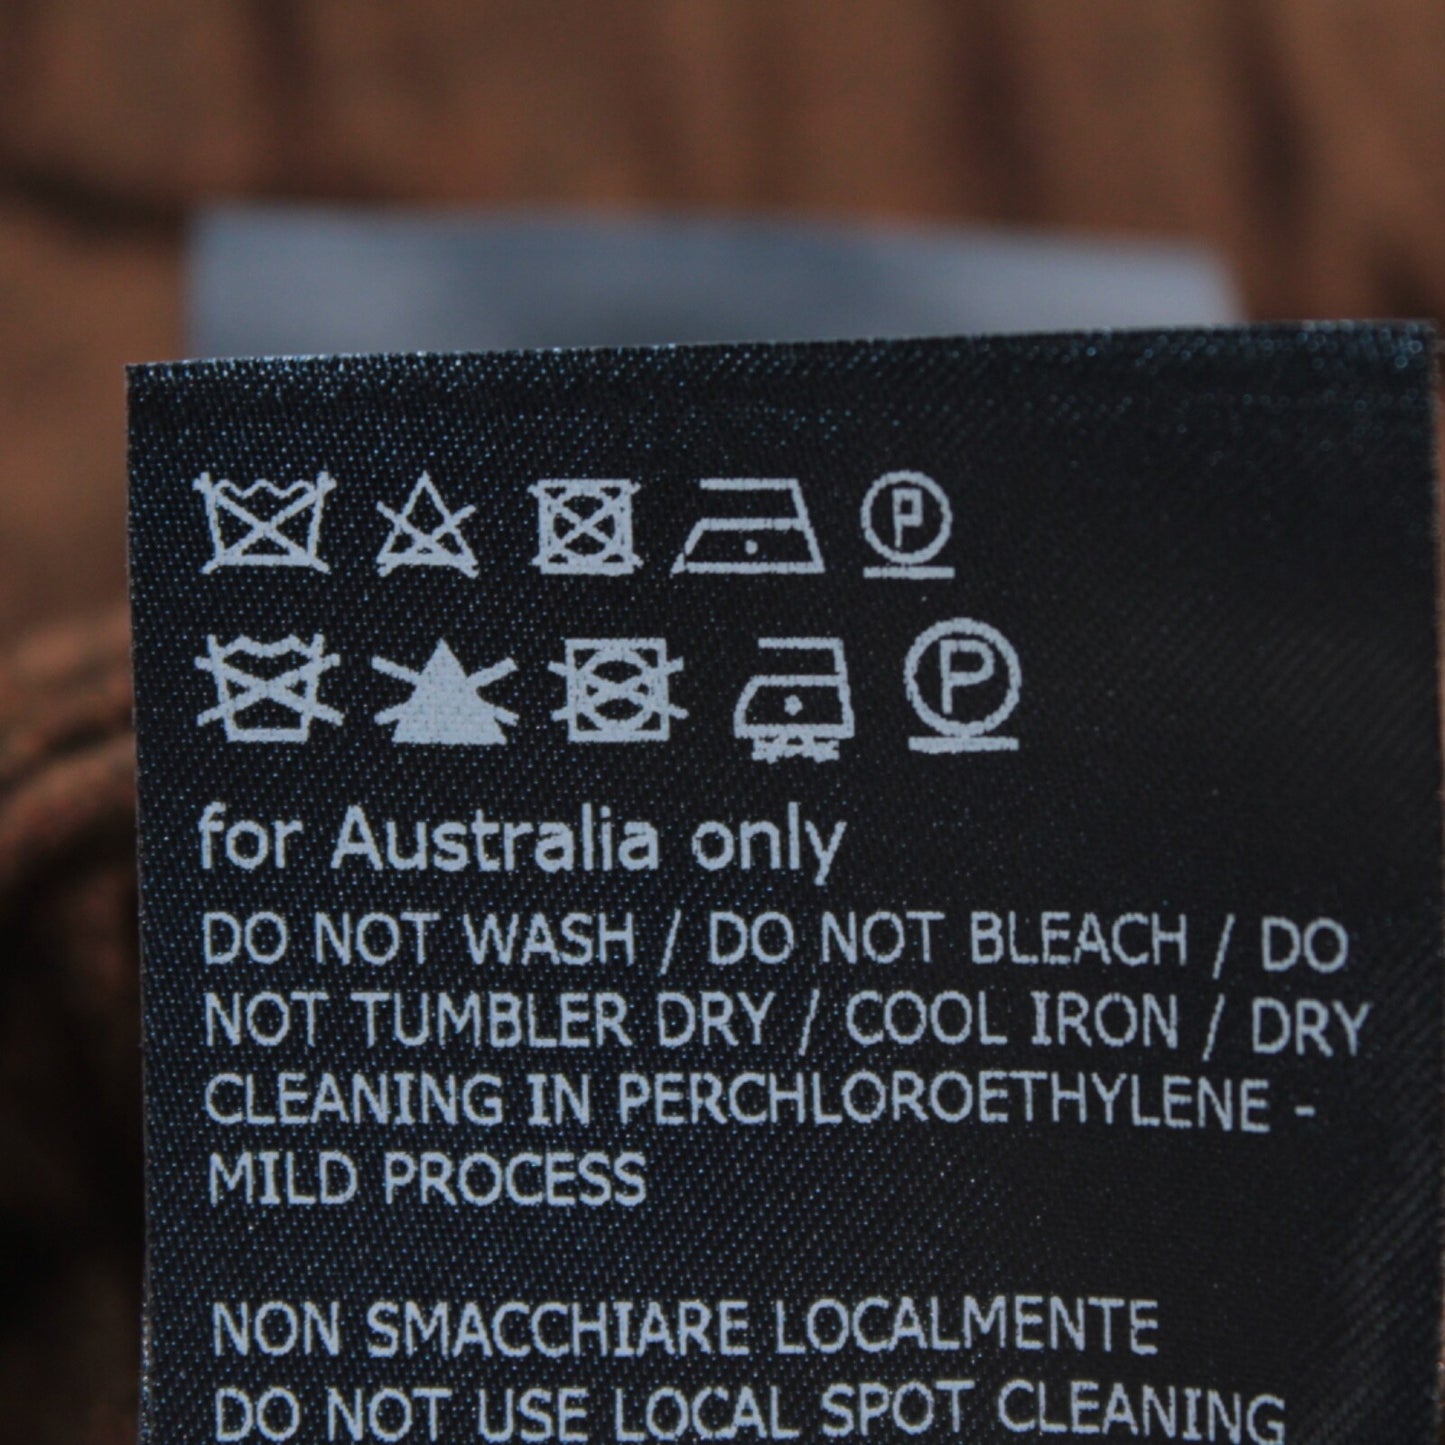 P
P
for Australia only
DO NOT WASH / DO NOT BLEACH / DO
NOT TUMBLER DRY / COOL IRON / DRY
CLEANING IN PERCHLOROETHYLENE -
MILD PROCESS
NON SMACCHIARE LOCALMENTE
DO NOT USE LOCAL SPOT CLEANING